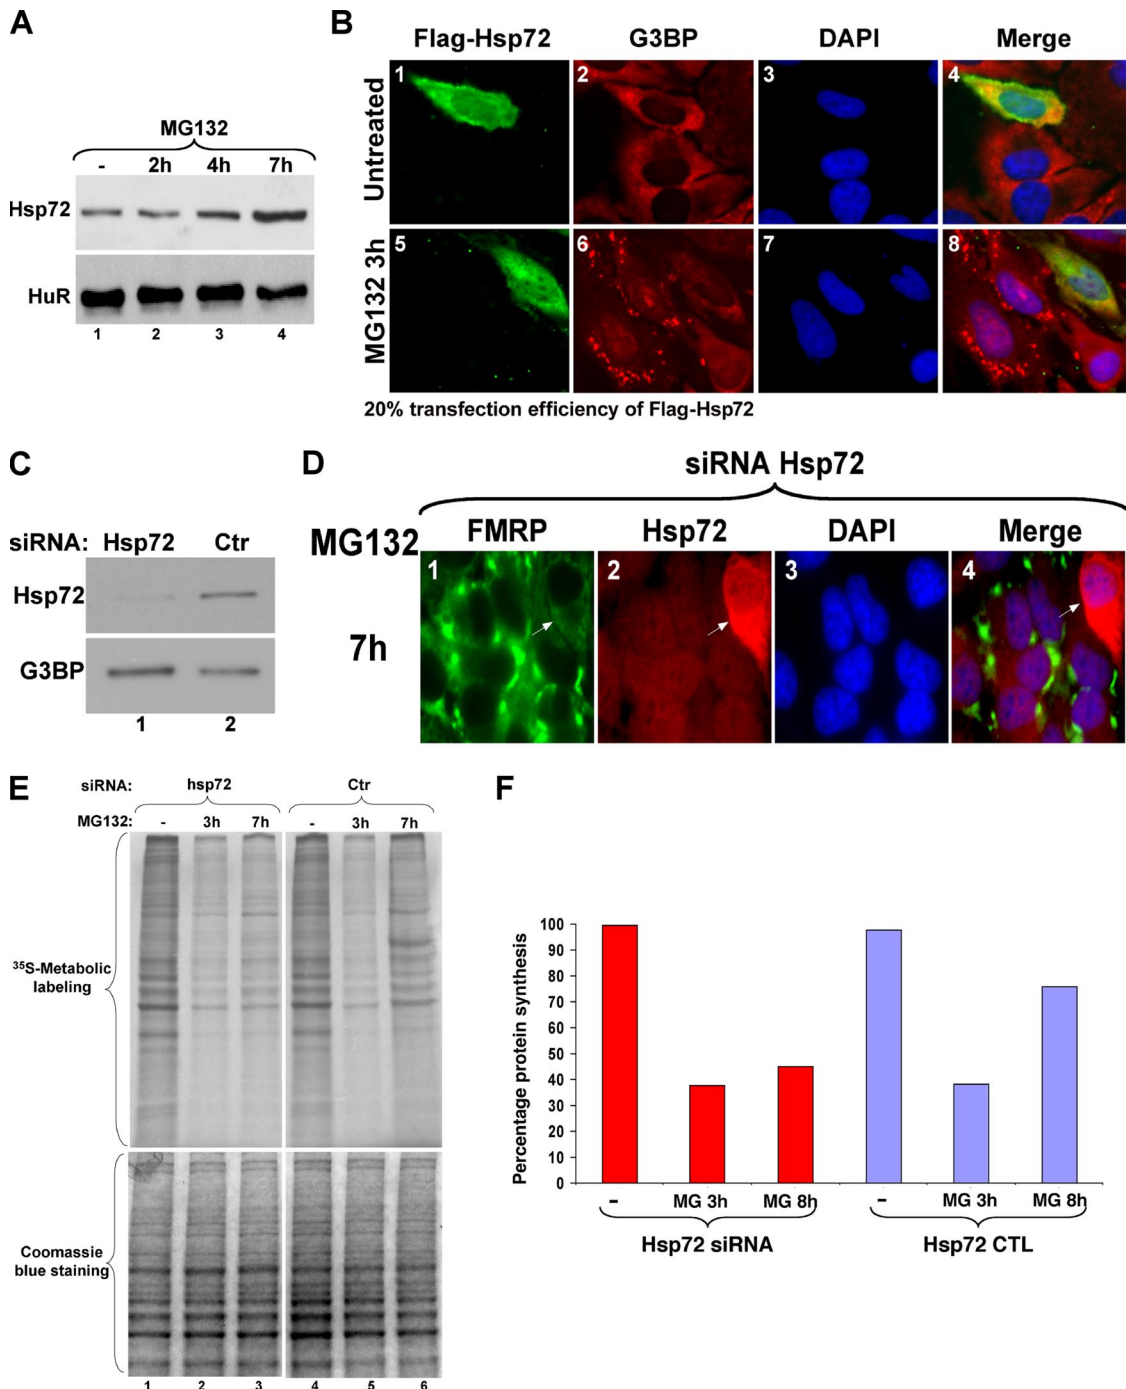 A
MG132
- 2h 4h 7h
Hsp72
HuR
1 2 3 4
B
Flag-Hsp72 G3BP DAPI Merge
Untreated
1 2 3 4
MG132 3h
5 6 7 8
20% transfection efficiency of Flag-Hsp72
C
siRNA: Hsp72 Ctr
Hsp72
G3BP
1 2
D
siRNA Hsp72
MG132 FMRP Hsp72 DAPI Merge
1 2 3 4
7h
E
siRNA: hsp72 Ctr
MG132: - 3h 7h - 3h 7h
35S-Metabolic
labeling
Coomassie
blue staining
1 2 3 4 5 6
F
Percentage protein synthesis
100
90
80
70
60
50
40
30
20
10
0
- MG 3h MG 8h - MG 3h MG 8h
Hsp72 siRNA Hsp72 CTL